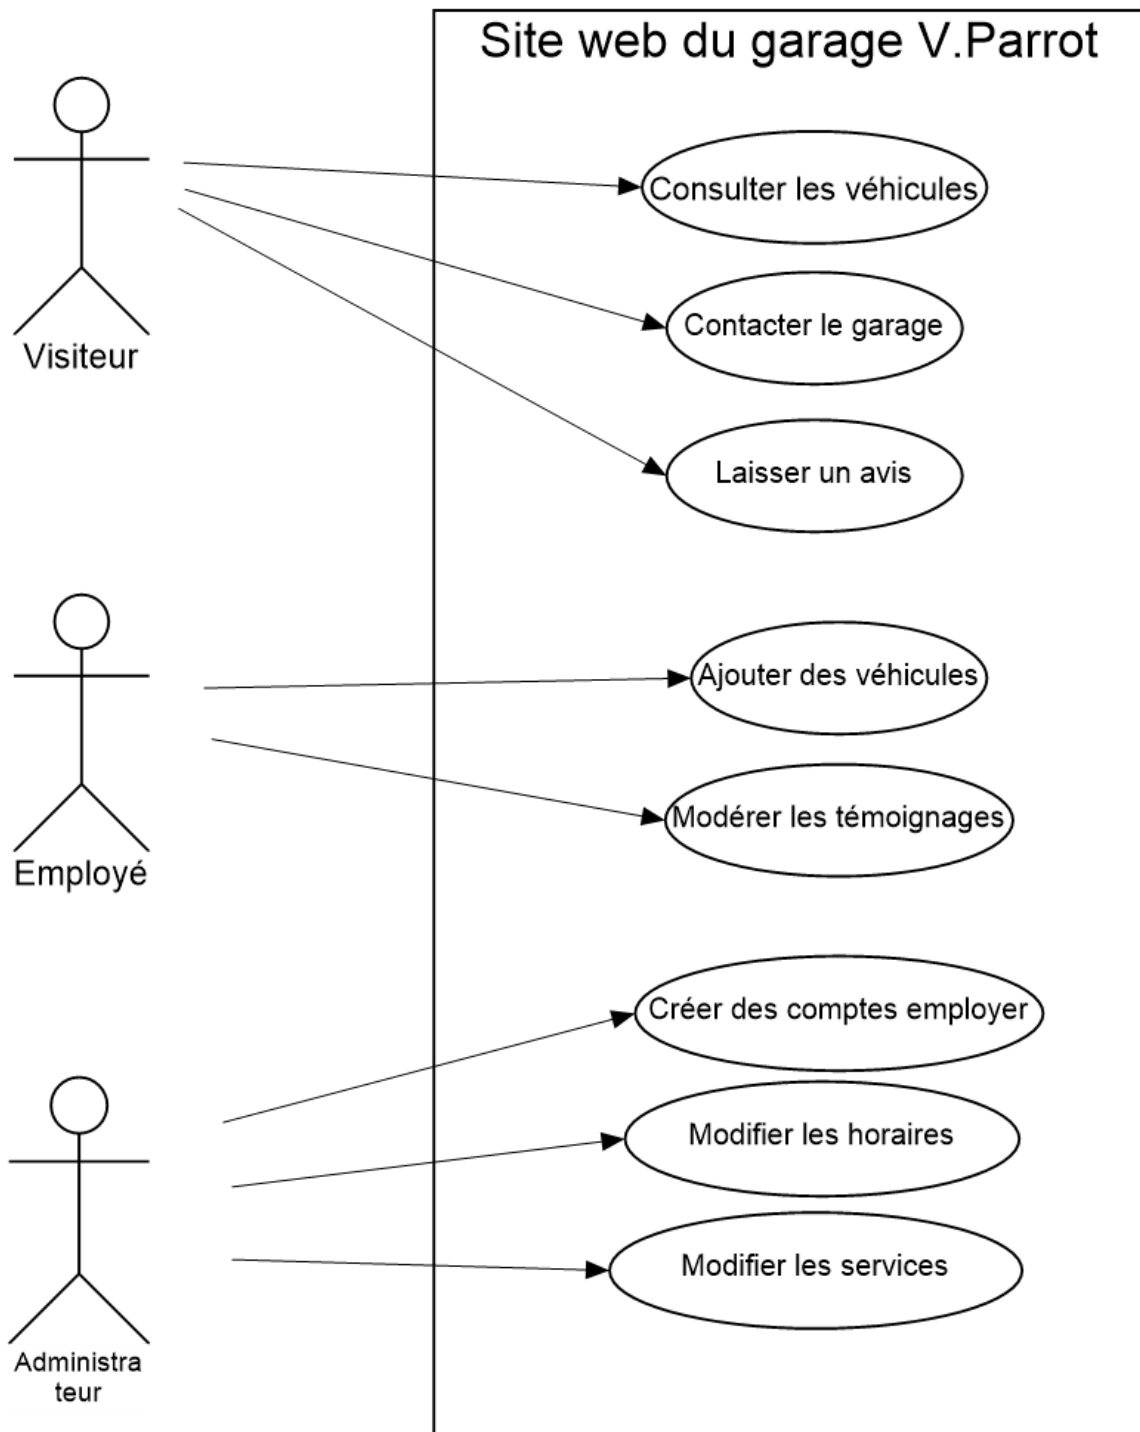 Site web du garage V.Parrot
Consulter les véhicules
Contacter le garage
Visiteur
Laisser un avis
Ajouter des véhicules
Modérer les témoignages
Employé
Créer des comptes employer
Modifier les horaires
Modifier les services
Administra
teur